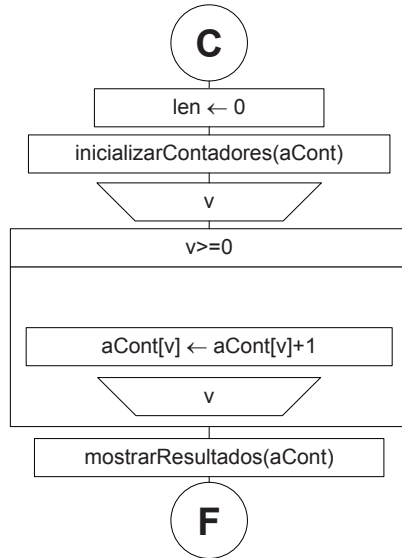 C
len ← 0
inicializarContadores(aCont)
v
v>=0
aCont[v] ← aCont[v]+1
v
mostrarResultados(aCont)
F